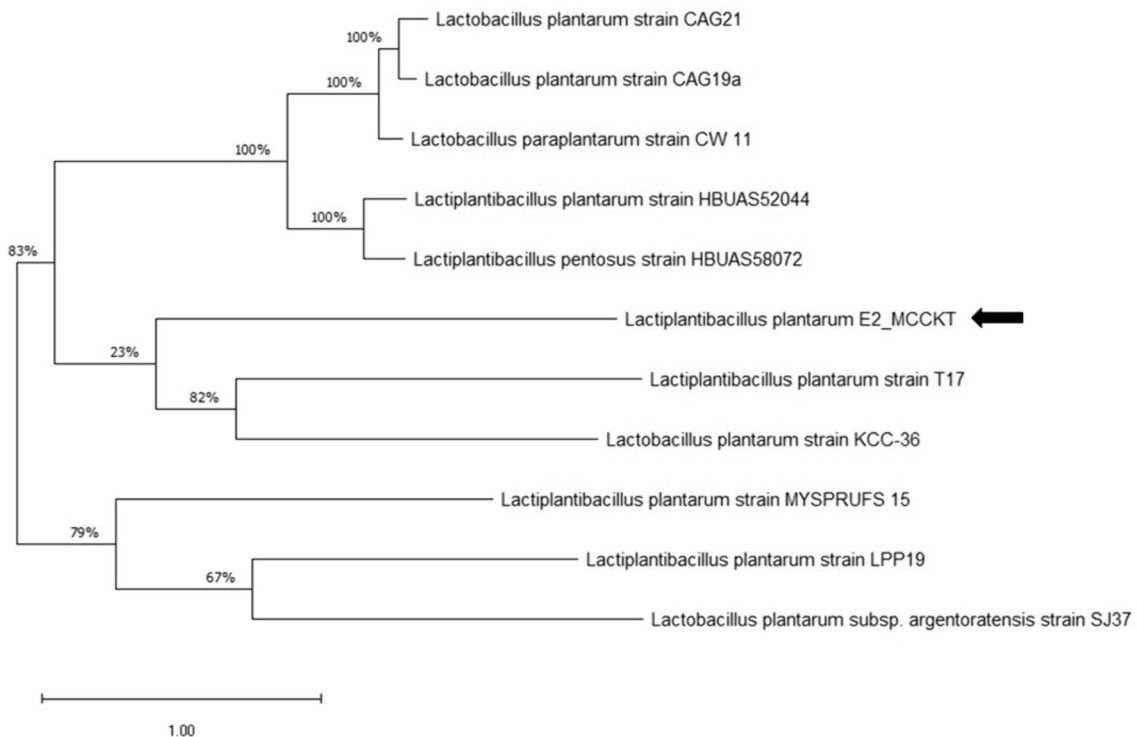 Lactobacillus plantarum strain CAG21
100%
Lactobacillus plantarum strain CAG19a
100%
Lactobacillus paraplantarum strain CW 11
100%
Lactiplantibacillus plantarum strain HBUAS52044
100%
83%
Lactiplantibacillus pentosus strain HBUAS58072
Lactiplantibacillus plantarum E2_MCCKT
23%
Lactiplantibacillus plantarum strain T17
82%
Lactobacillus plantarum strain KCC-36
Lactiplantibacillus plantarum strain MYSPRUFS 15
79%
Lactiplantibacillus plantarum strain LPP19
67%
Lactobacillus plantarum subsp. argentoratensis strain SJ37
1.00